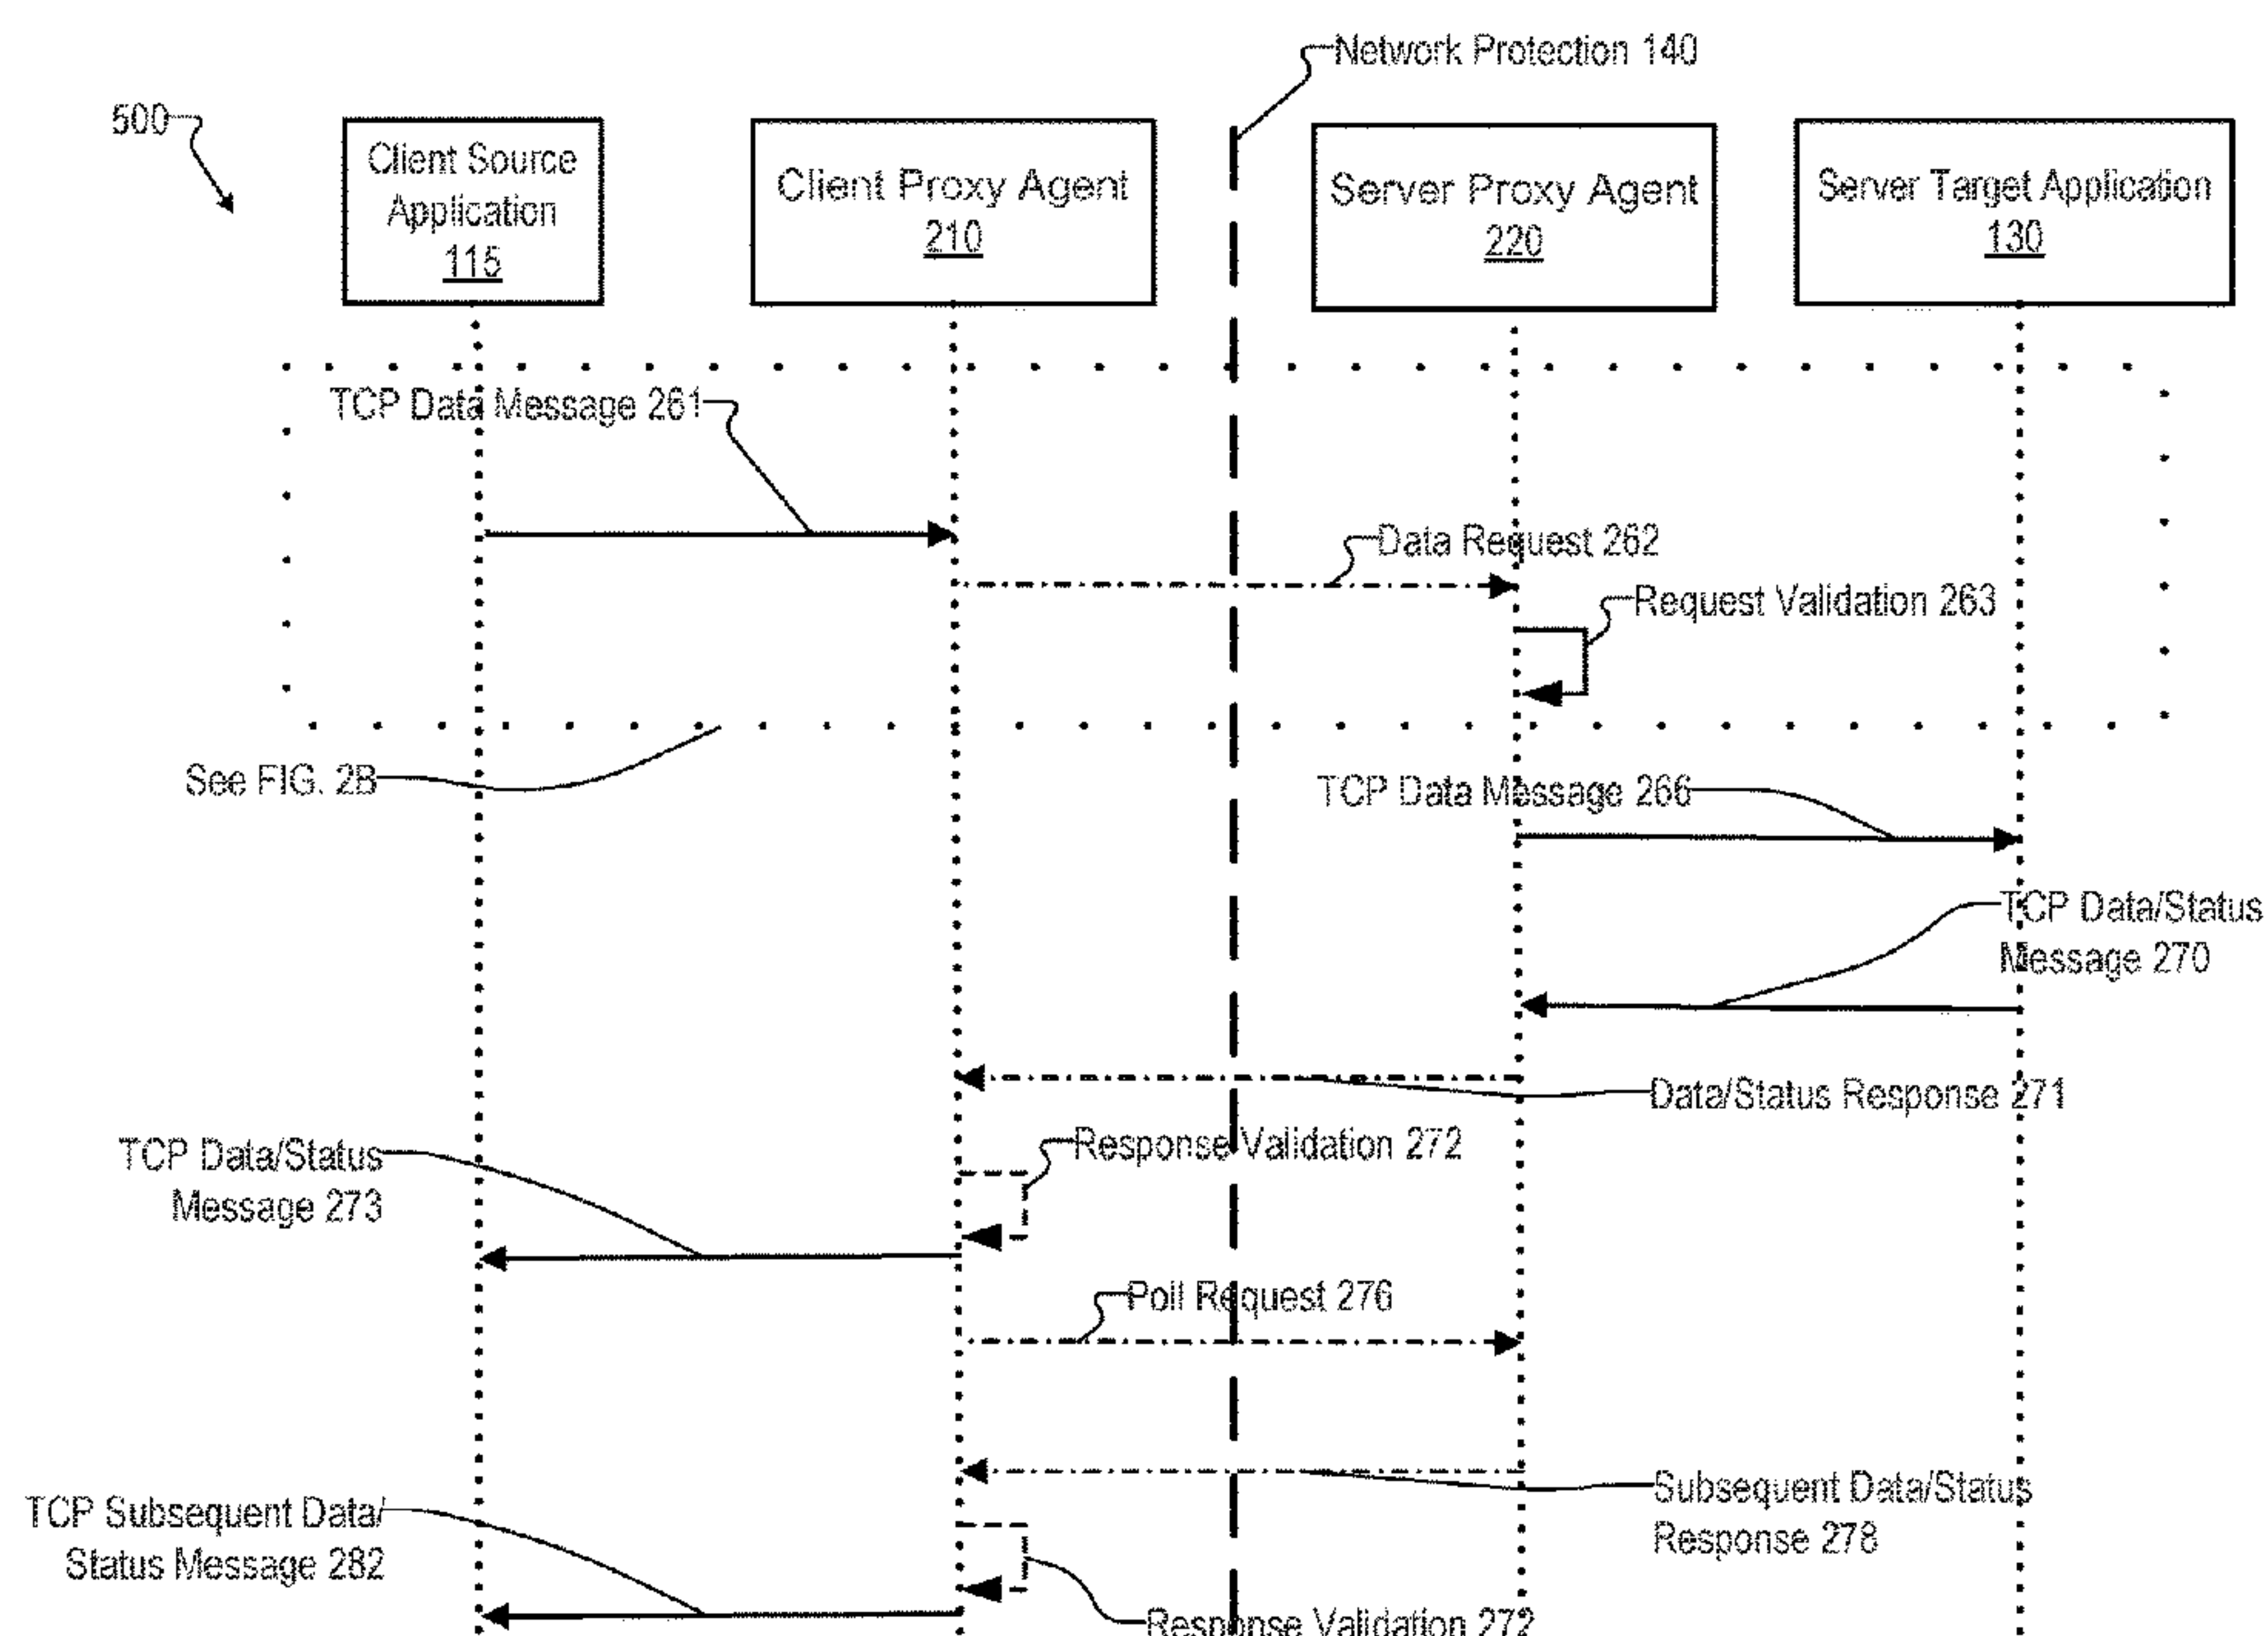 Network Protection 140
500
Client Source
Application
115
Client Proxy Agent
210
Server Proxy Agent
220
Server Target Application
130
TCP Data Message 261
Data Request 262
Request Validation 263
See FIG. 2B
TCP Data Message 266
TCP Data/Status
Message 270
Data/Status Response 271
Response Validation 272
TCP Data/Status
Message 273
Poll Request 276
Subsequent Data/Status
Response 278
TCP Subsequent Data/
Status Message 282
Response Validation 272